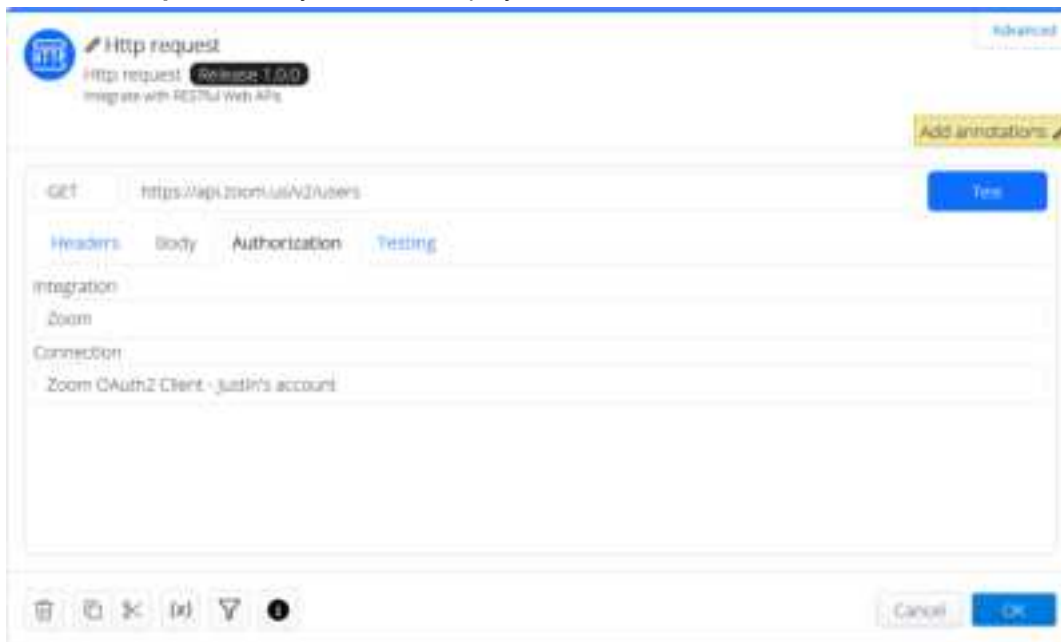 Advanced
Http request
Http request Release 1.0.0
Integrate with RESTful Web APIs
Add annotations
GET https://api.zoom.us/v2/users Test
Headers Body Authorization Testing
Integration
Zoom
Connection
Zoom OAuth2 Client - Justin's account
{x}
Cancel OK